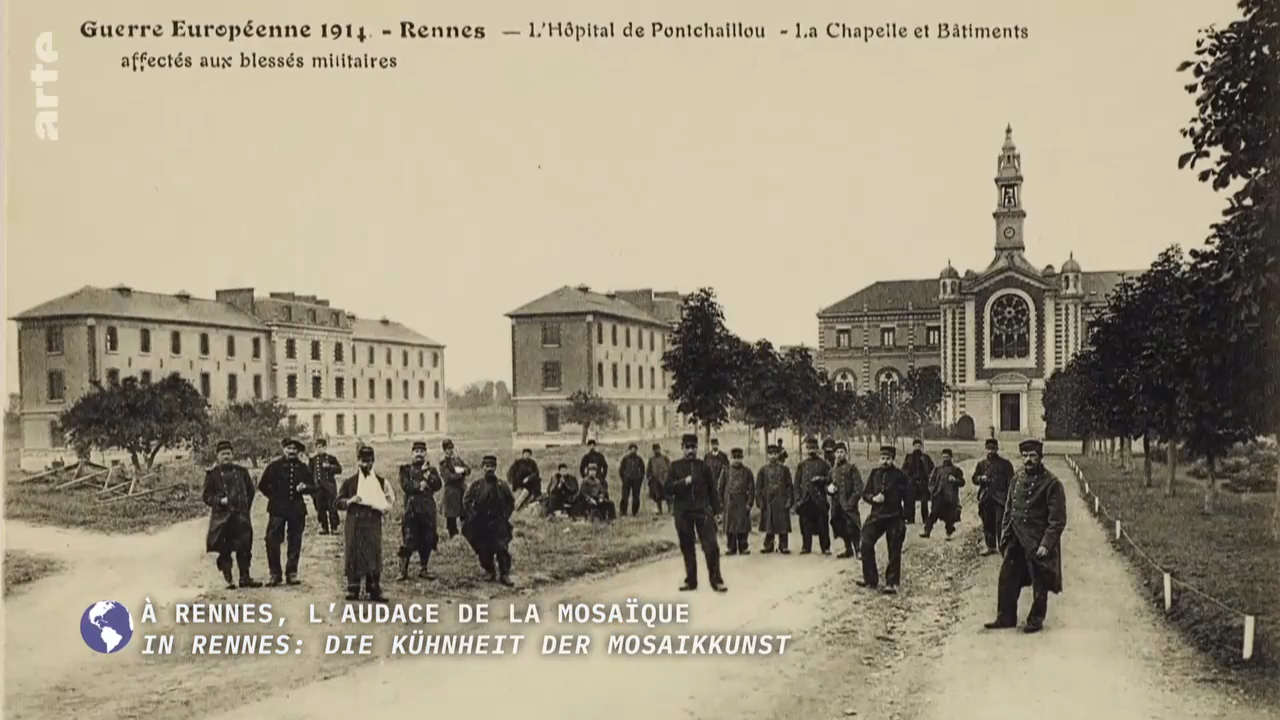 Guerre Européenne 1914. - Rennes — L'Hôpital de Pontchaillou - La Chapelle et Bâtiments
affectés aux blessés militaires
arte
À RENNES, L'AUDACE DE LA MOSAÏQUE
IN RENNES: DIE KÜHNHEIT DER MOSAIKKUNST